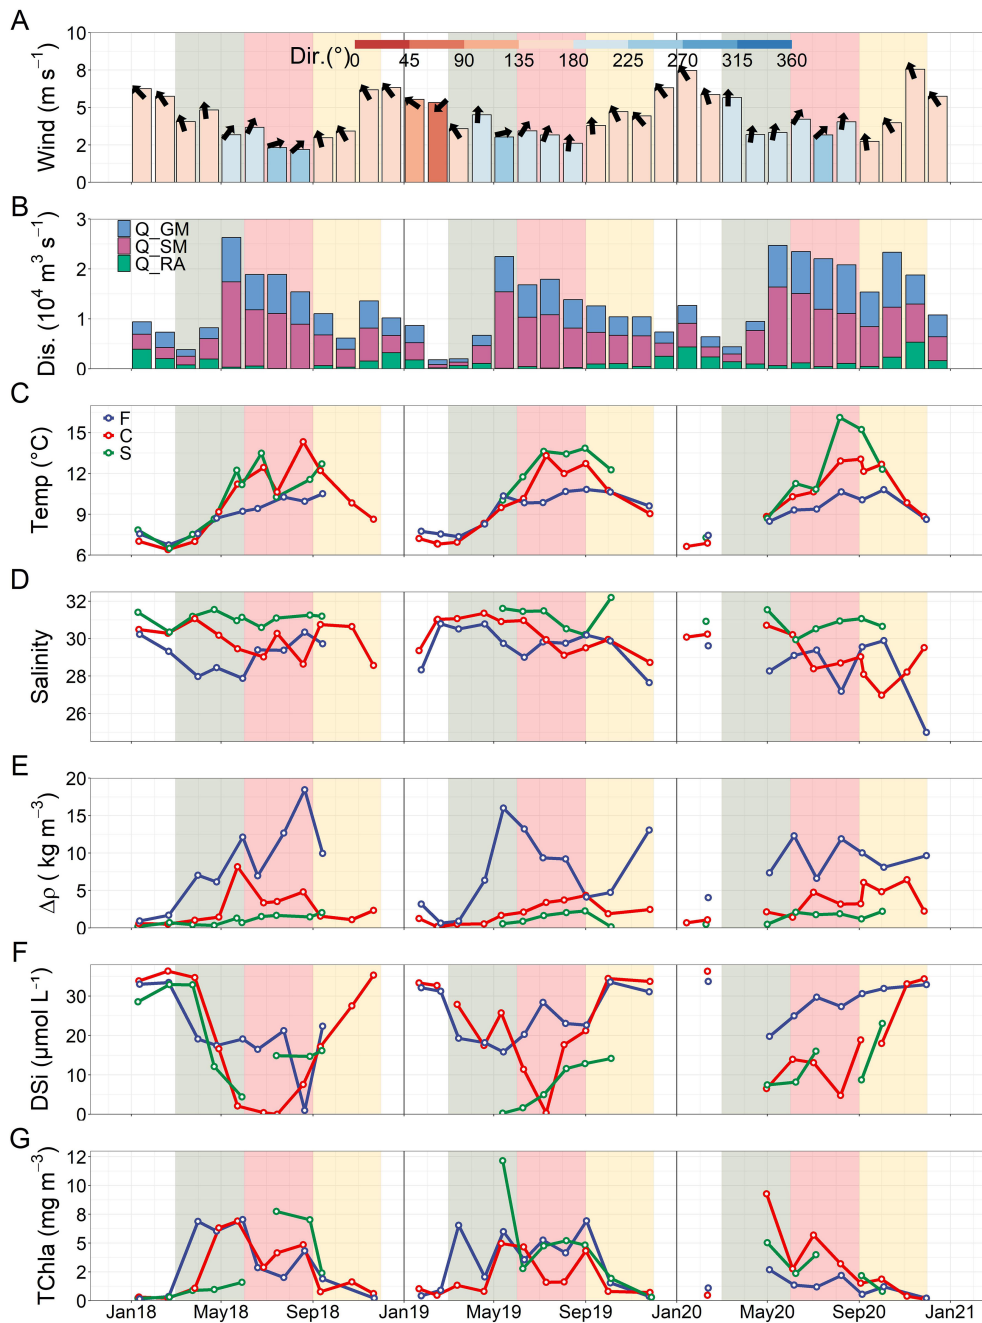 A
Wind (m s⁻¹)
10
8
5
2
0
Dir.(°)
0 45 90 135 180 225 270 315 360
B
Dis. (10⁴ m³ s⁻¹)
3
2
1
0
Q_GM
Q_SM
Q_RA
C
Temp (°C)
15
12
9
6
F
C
S
D
Salinity
32
30
28
26
E
Δρ ( kg m⁻³)
20
15
10
5
0
F
DSi (μmol L⁻¹)
30
20
10
0
G
TChla (mg m⁻³)
12
8
5
2
0
Jan18 May18 Sep18 Jan19 May19 Sep19 Jan20 May20 Sep20 Jan21